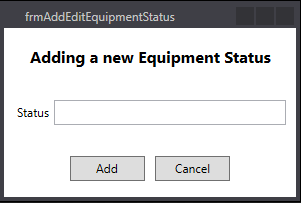 frmAddEditEquipmentStatus
Adding a new Equipment Status
Status
Add Cancel